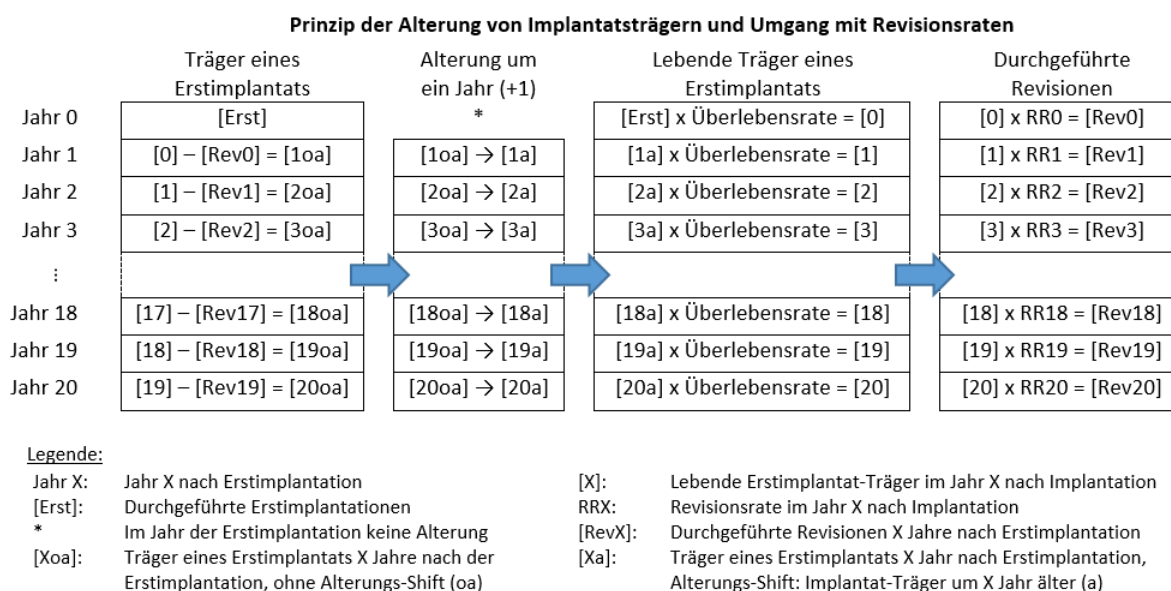 Prinzip der Alterung von Implantatsträgern und Umgang mit Revisionsraten
Träger eines Erstimplantats
Alterung um ein Jahr (+1)
Lebende Träger eines Erstimplantats
Durchgeführte Revisionen
Jahr 0 [Erst] * [Erst] x Überlebensrate = [0] [0] x RR0 = [Rev0]
Jahr 1 [0] – [Rev0] = [1oa] [1oa] → [1a] [1a] x Überlebensrate = [1] [1] x RR1 = [Rev1]
Jahr 2 [1] – [Rev1] = [2oa] [2oa] → [2a] [2a] x Überlebensrate = [2] [2] x RR2 = [Rev2]
Jahr 3 [2] – [Rev2] = [3oa] [3oa] → [3a] [3a] x Überlebensrate = [3] [3] x RR3 = [Rev3]
⋮
Jahr 18 [17] – [Rev17] = [18oa] [18oa] → [18a] [18a] x Überlebensrate = [18] [18] x RR18 = [Rev18]
Jahr 19 [18] – [Rev18] = [19oa] [19oa] → [19a] [19a] x Überlebensrate = [19] [19] x RR19 = [Rev19]
Jahr 20 [19] – [Rev19] = [20oa] [20oa] → [20a] [20a] x Überlebensrate = [20] [20] x RR20 = [Rev20]
Legende:
Jahr X: Jahr X nach Erstimplantation
[Erst]: Durchgeführte Erstimplantationen
* Im Jahr der Erstimplantation keine Alterung
[Xoa]: Träger eines Erstimplantats X Jahre nach der
Erstimplantation, ohne Alterungs-Shift (oa)
[X]: Lebende Erstimplantat-Träger im Jahr X nach Implantation
RRX: Revisionsrate im Jahr X nach Implantation
[RevX]: Durchgeführte Revisionen X Jahre nach Erstimplantation
[Xa]: Träger eines Erstimplantats X Jahr nach Erstimplantation,
Alterungs-Shift: Implantat-Träger um X Jahr älter (a)